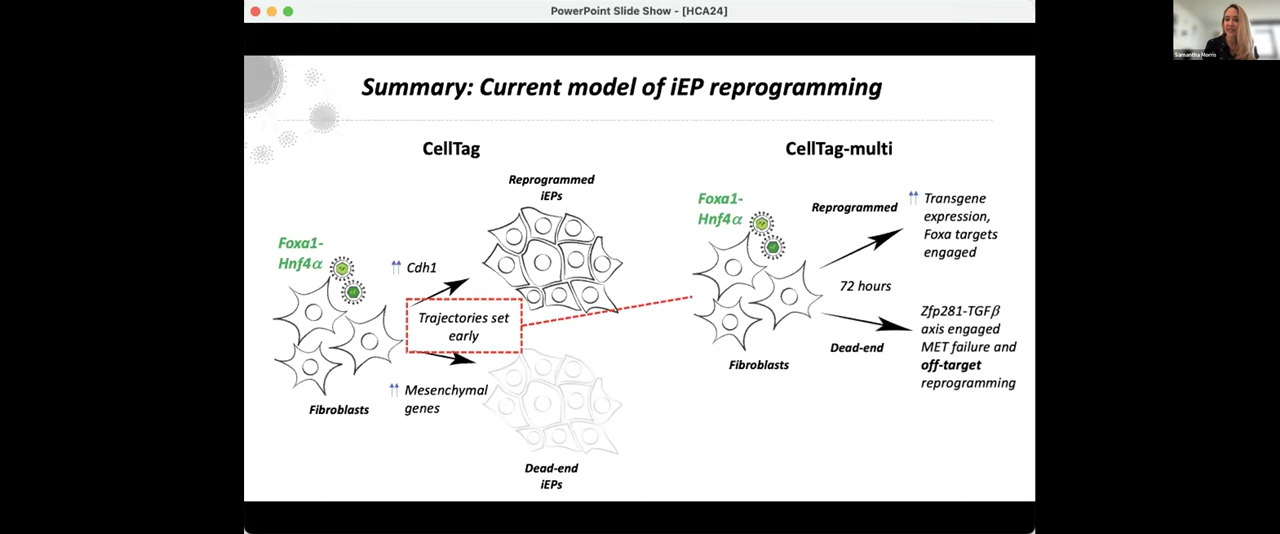 PowerPoint Slide Show - [HCA24]
Samantha Morris
Summary: Current model of iEP reprogramming
CellTag
Reprogrammed
iEPs
Foxa1-
Hnf4α
Cdh1
Trajectories set
early
Mesenchymal
genes
Fibroblasts
Dead-end
iEPs
CellTag-multi
Foxa1-
Hnf4α
Reprogrammed
Transgene
expression,
Foxa targets
engaged
72 hours
Zfp281-TGFβ
axis engaged
MET failure and
off-target
reprogramming
Dead-end
Fibroblasts